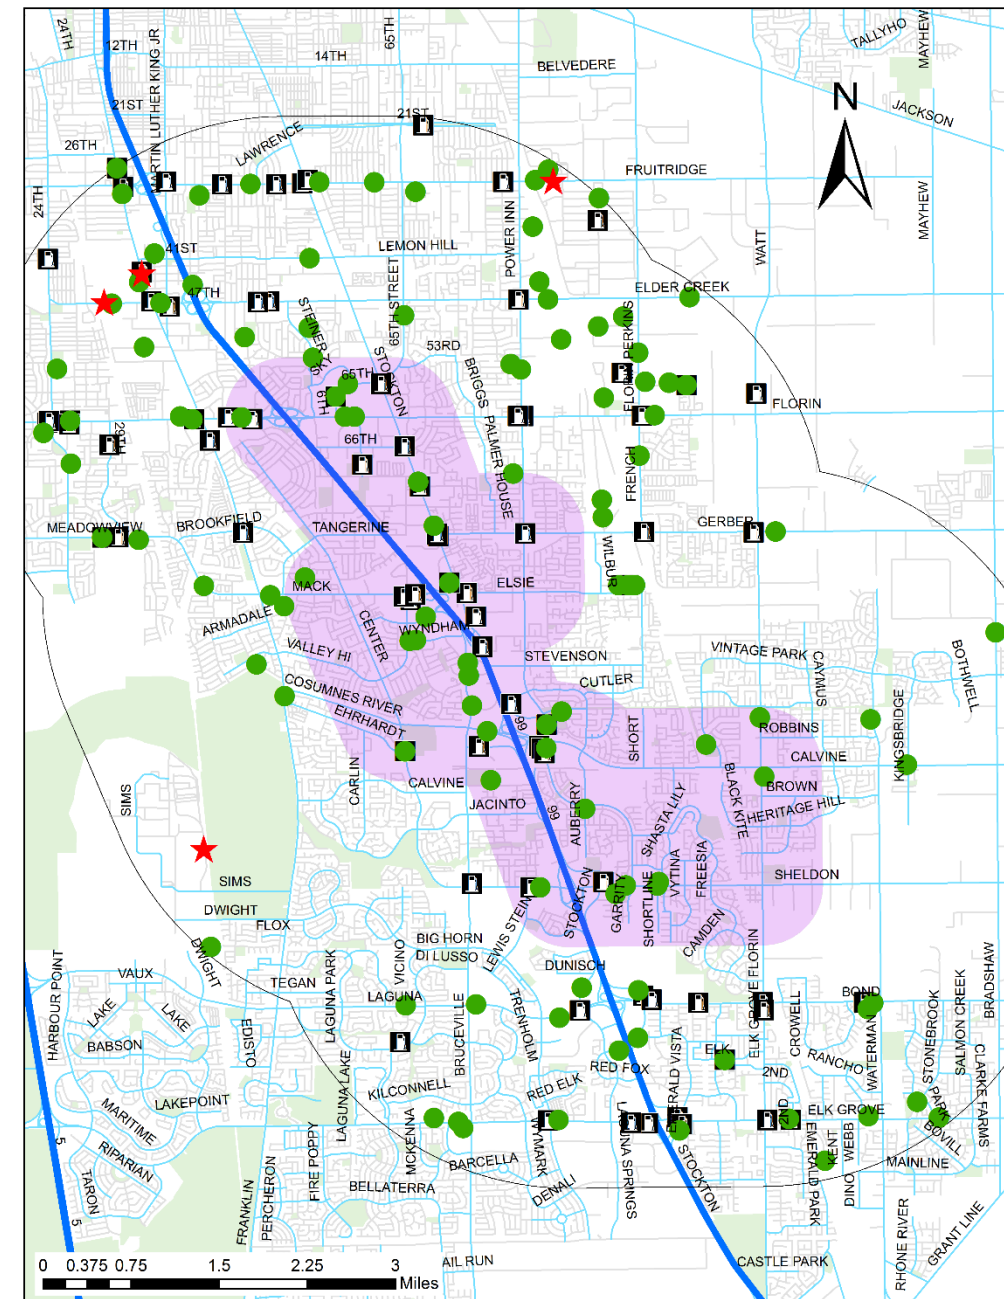 24TH
12TH
MARTIN LUTHER KING JR
65TH
14TH
BELVEDERE
TALLYHO
MAYHEW
N
21ST
21ST
JACKSON
26TH
LAWRENCE
FRUITRIDGE
24TH
MAYHEW
POWER INN
WATT
41ST
LEMON HILL
65TH STREET
47TH
ELDER CREEK
STEINER
53RD
FLORIN PERKINS
STOCKTON
BRIGGS
65TH
FLORIN
29TH
66TH
PALMER HOUSE
FRENCH
MEADOWVIEW
BROOKFIELD
TANGERINE
GERBER
WILBUR
MACK
ELSIE
ARMADALE
CENTER
WYNDHAM
VALLEY HI
STEVENSON
VINTAGE PARK
CAYMUS
BOTHWELL
COSUMNES RIVER
CUTLER
EHRHARDT
99
SHORT
ROBBINS
KINGSBRIDGE
CARLIN
CALVINE
CALVINE
SIMS
JACINTO
99
AUBERRY
SHASTA LILY
BLACK KITE
BROWN
HERITAGE HILL
SIMS
STOCKTON
GARRITY
VYTINA
FREESIA
SHELDON
DWIGHT
FLOX
LEWIS STEIN
SHORTLINE
CAMDEN
BIG HORN
DI LUSSO
DWIGHT
DUNISCH
HARBOUR POINT
VAUX
TEGAN
LAGUNA PARK
VICINO
LAGUNA
BRUCEVILLE
TRENHOLM
ELK GROVE FLORIN
CROWELL
BOND
WATERMAN
STONEBROOK
SALMON CREEK
BRADSHAW
LAKE
LAKE
BABSON
EDISTO
LAGUNA LAKE
EMERALD VISTA
ELK
RANCHO
RED FOX
2ND
CLARKE FARMS
LAKEPOINT
KILCONNELL
RED ELK
MARITIME
MCKENNA
WYMARK
LAGUNA SPRINGS
2ND
ELK GROVE
PARK
BOVILL
RIPARIAN
FIRE POPPY
BARCELLA
EMERALD PARK
KENT
WEBB
MAINLINE
5
TARON
5
FRANKLIN
PERCHERON
BELLATERRA
DENALI
STOCKTON
DINO
RHONE RIVER
GRANT LINE
AIL RUN
CASTLE PARK
0 0.375 0.75 1.5 2.25 3
Miles